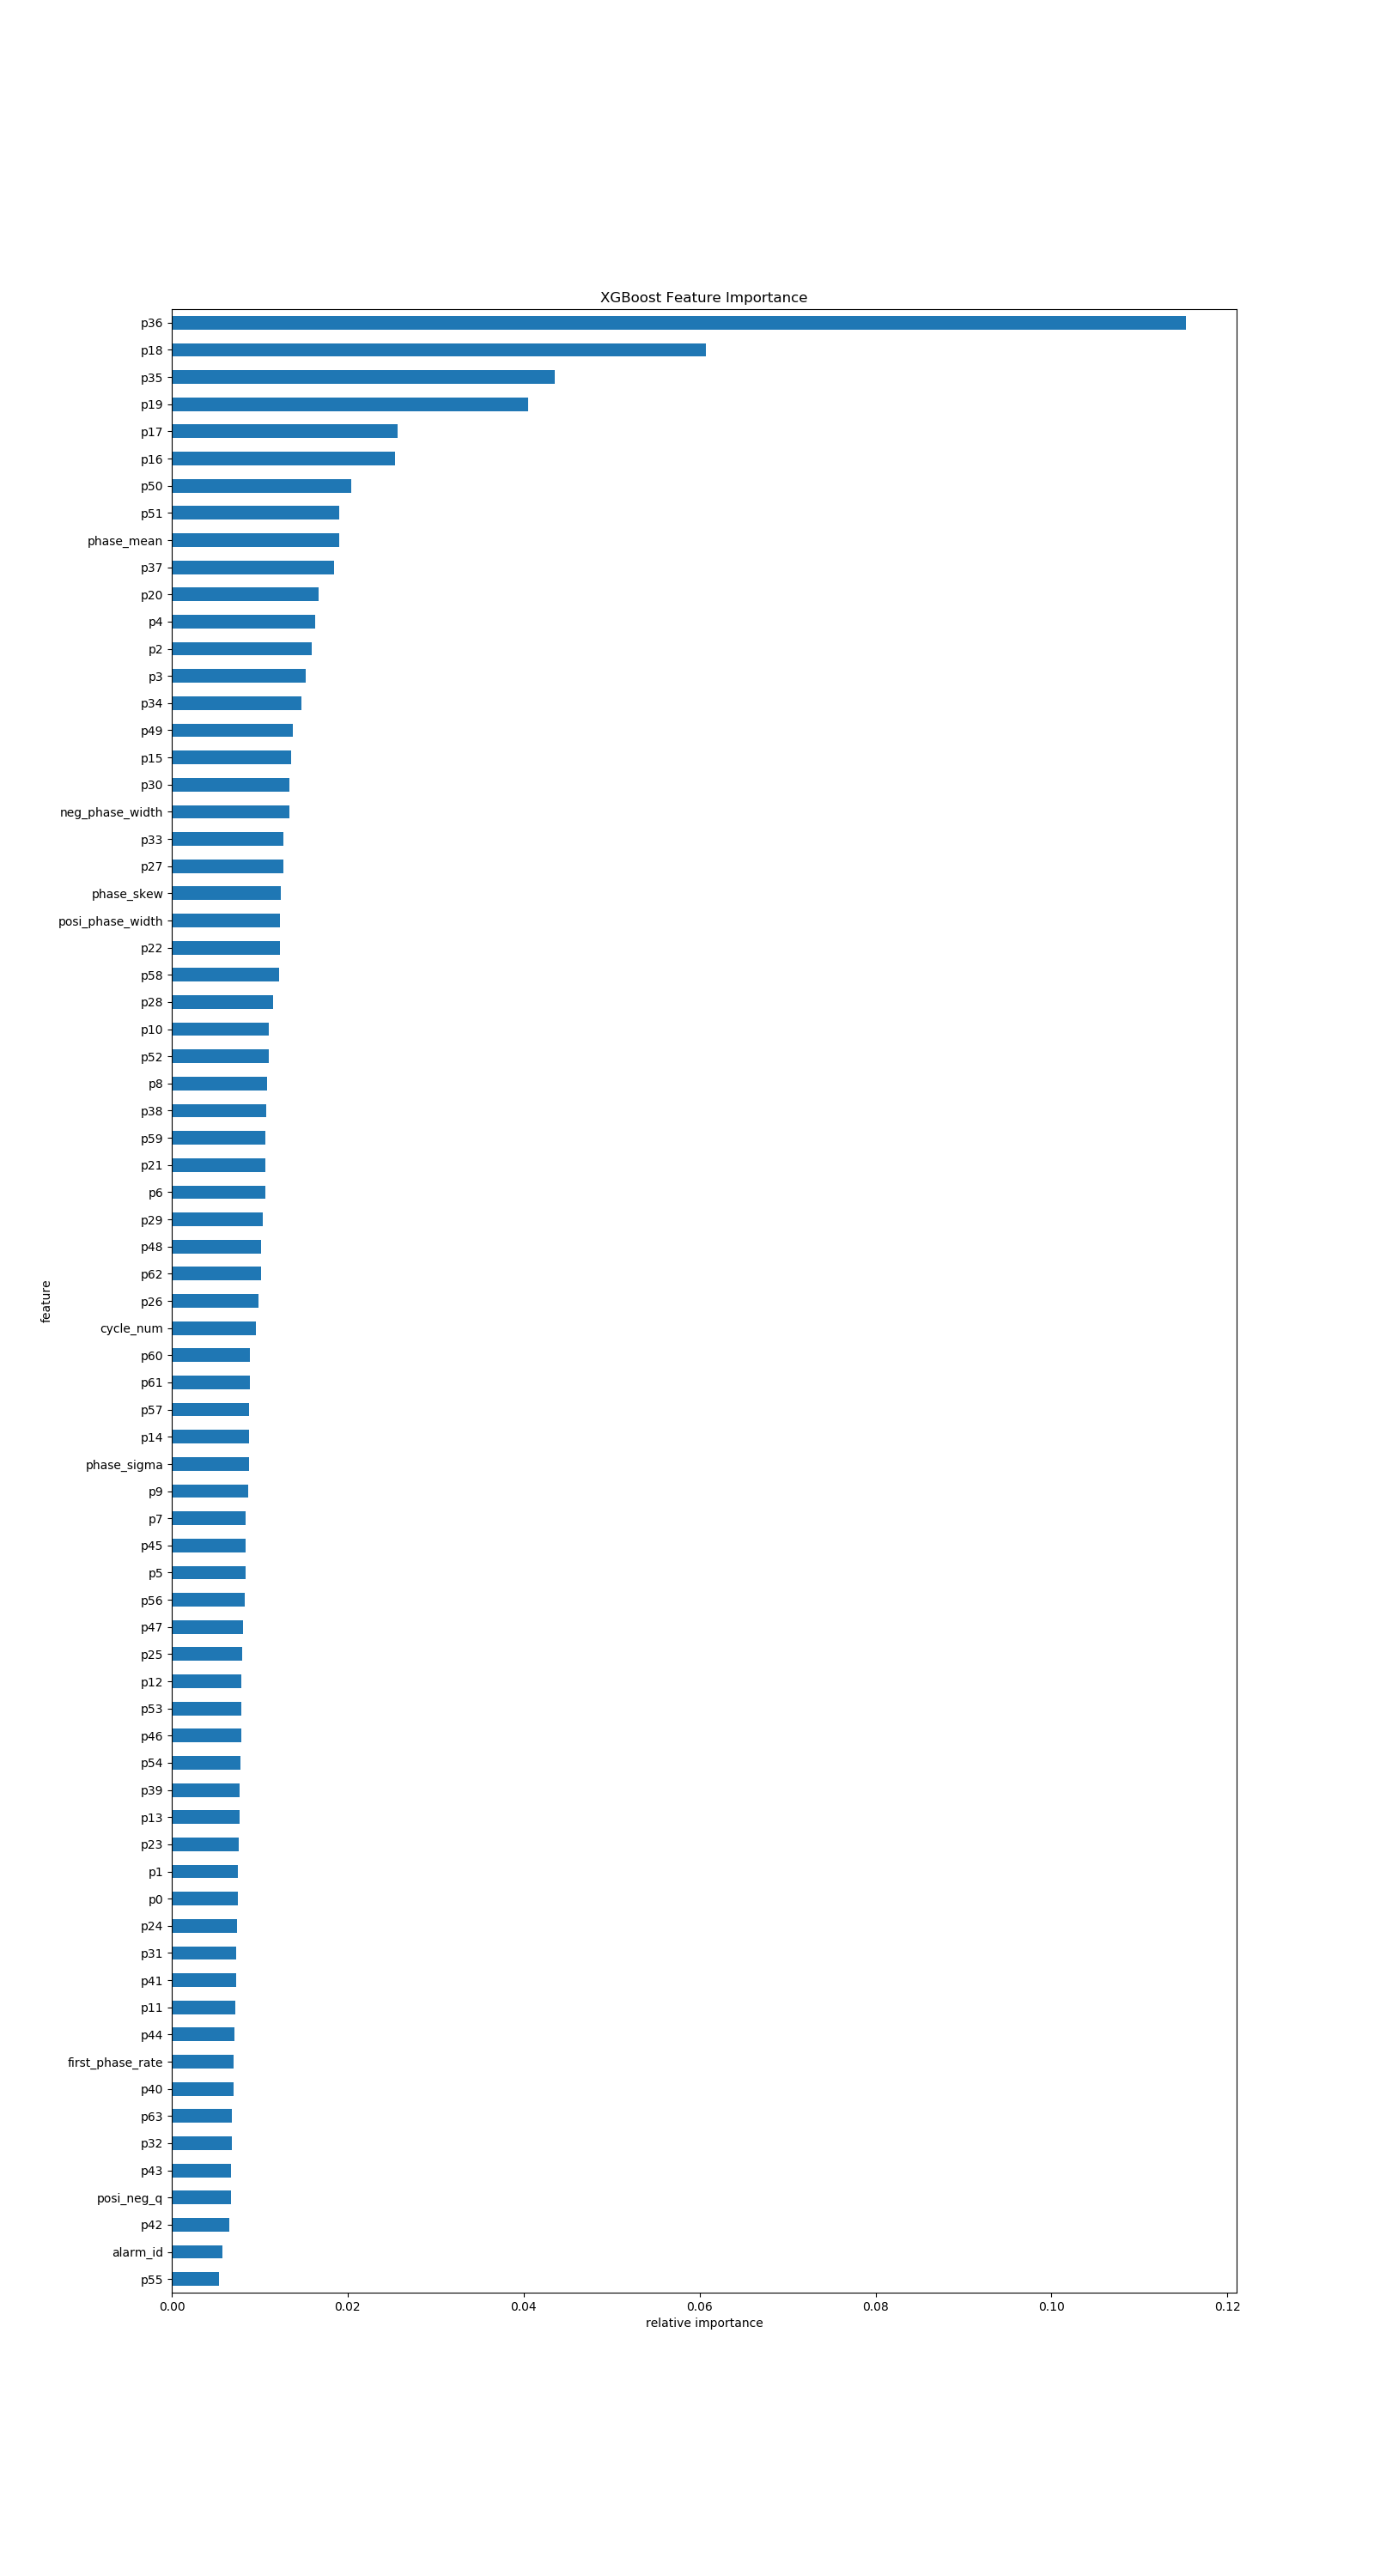 XGBoost Feature Importance
p36
p18
p35
p19
p17
p16
p50
p51
phase_mean
p37
p20
p4
p2
p3
p34
p49
p15
p30
neg_phase_width
p33
p27
phase_skew
posi_phase_width
p22
p58
p28
p10
p52
p8
p38
p59
p21
p6
p29
p48
p62
p26
cycle_num
p60
p61
p57
p14
phase_sigma
p9
p7
p45
p5
p56
p47
p25
p12
p53
p46
p54
p39
p13
p23
p1
p0
p24
p31
p41
p11
p44
first_phase_rate
p40
p63
p32
p43
posi_neg_q
p42
alarm_id
p55
feature
0.00 0.02 0.04 0.06 0.08 0.10 0.12
relative importance